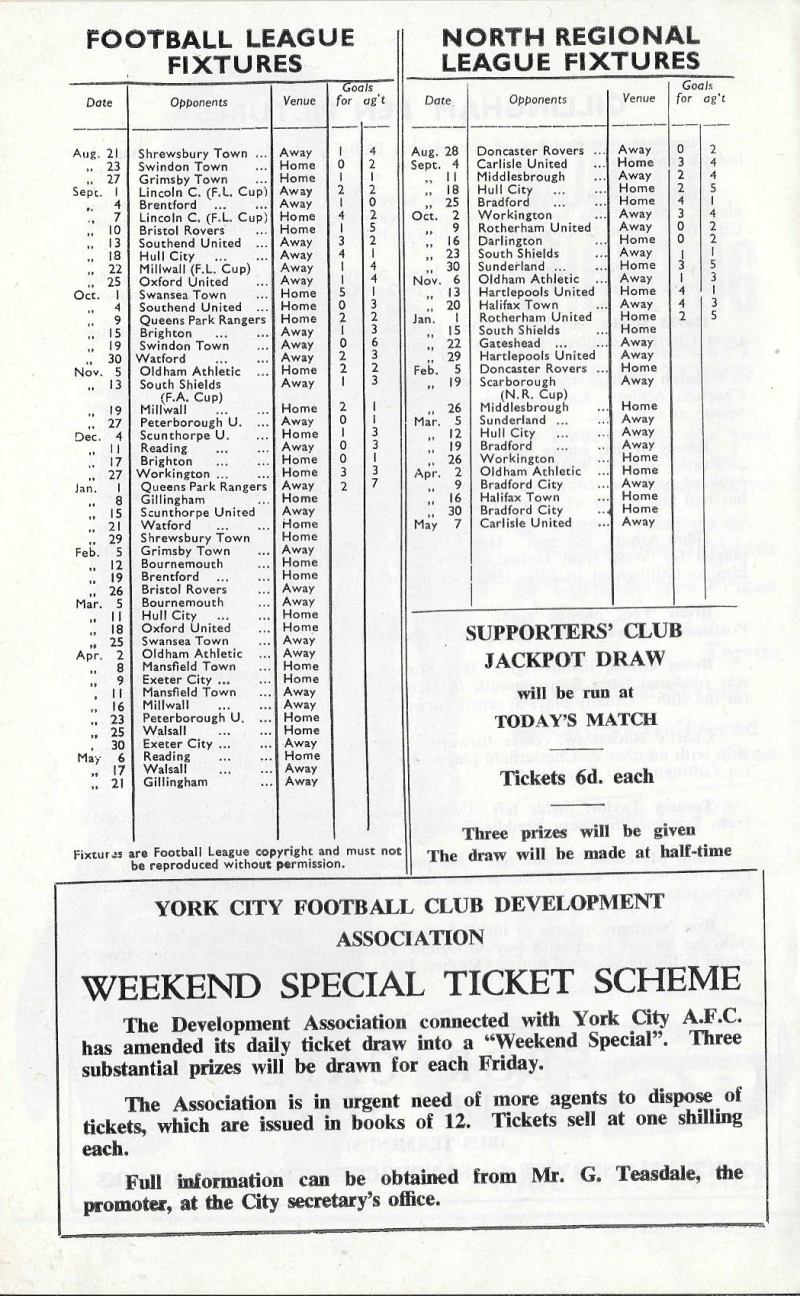 FOOTBALL LEAGUE
FIXTURES
Date Opponents Venue Goals for ag't
Aug. 21 Shrewsbury Town ... Away 1 4
,, 23 Swindon Town ... Home 0 2
,, 27 Grimsby Town ... Home 1 1
Sept. 1 Lincoln C. (F.L. Cup) Away 2 2
,, 4 Brentford ... ... Away 1 0
,, 7 Lincoln C. (F.L. Cup) Home 4 2
,, 10 Bristol Rovers ... Home 1 5
,, 13 Southend United ... Away 3 2
,, 18 Hull City ... ... Away 4 1
,, 22 Millwall (F.L. Cup) Away 1 4
,, 25 Oxford United ... Away 1 4
Oct. 1 Swansea Town ... Home 5 1
,, 4 Southend United ... Home 0 3
,, 9 Queens Park Rangers Home 2 2
,, 15 Brighton ... ... Away 1 3
,, 19 Swindon Town ... Away 0 6
,, 30 Watford ... ... Away 2 3
Nov. 5 Oldham Athletic ... Home 2 2
,, 13 South Shields Away 1 3
(F.A. Cup)
,, 19 Millwall ... ... Home 2 1
,, 27 Peterborough U. ... Away 0 1
Dec. 4 Scunthorpe U. ... Home 1 3
,, 11 Reading ... ... Away 0 3
,, 17 Brighton ... ... Home 0 1
,, 27 Workington ... ... Home 3 3
Jan. 1 Queens Park Rangers Away 2 7
,, 8 Gillingham ... Home
,, 15 Scunthorpe United Away
,, 21 Watford ... ... Home
,, 29 Shrewsbury Town Home
Feb. 5 Grimsby Town ... Away
,, 12 Bournemouth ... Home
,, 19 Brentford ... ... Home
,, 26 Bristol Rovers ... Away
Mar. 5 Bournemouth ... Away
,, 11 Hull City ... ... Home
,, 18 Oxford United ... Home
,, 25 Swansea Town ... Away
Apr. 2 Oldham Athletic ... Away
,, 8 Mansfield Town ... Home
,, 9 Exeter City ... ... Home
,, 11 Mansfield Town ... Away
,, 16 Millwall ... ... Away
,, 23 Peterborough U. ... Home
,, 25 Walsall ... ... Home
,, 30 Exeter City ... ... Away
May 6 Reading ... ... Home
,, 17 Walsall ... ... Away
,, 21 Gillingham ... Away
Fixtures are Football League copyright and must not
be reproduced without permission.
NORTH REGIONAL
LEAGUE FIXTURES
Date Opponents Venue Goals for ag't
Aug. 28 Doncaster Rovers ... Away 0 2
Sept. 4 Carlisle United ... Home 3 4
,, 11 Middlesbrough ... Away 2 4
,, 18 Hull City ... ... Home 2 5
,, 25 Bradford ... ... Home 4 1
Oct. 2 Workington ... Away 3 4
,, 9 Rotherham United Away 0 2
,, 16 Darlington ... Home 0 2
,, 23 South Shields ... Away 1 1
,, 30 Sunderland ... ... Home 3 5
Nov. 6 Oldham Athletic ... Away 1 3
,, 13 Hartlepools United Home 4 1
,, 20 Halifax Town ... Away 4 3
Jan. 1 Rotherham United Home 2 5
,, 15 South Shields ... Home
,, 22 Gateshead ... ... Away
,, 29 Hartlepools United Away
Feb. 5 Doncaster Rovers ... Home
,, 19 Scarborough Away
(N.R. Cup)
,, 26 Middlesbrough ... Home
Mar. 5 Sunderland ... ... Away
,, 12 Hull City ... ... Away
,, 19 Bradford ... ... Away
,, 26 Workington ... Home
Apr. 2 Oldham Athletic ... Home
,, 9 Bradford City ... Away
,, 16 Halifax Town ... Home
,, 30 Bradford City ... Home
May 7 Carlisle United ... Away
SUPPORTERS' CLUB
JACKPOT DRAW
will be run at
TODAY'S MATCH
Tickets 6d. each
Three prizes will be given
The draw will be made at half-time
YORK CITY FOOTBALL CLUB DEVELOPMENT
ASSOCIATION
WEEKEND SPECIAL TICKET SCHEME
The Development Association connected with York City A.F.C.
has amended its daily ticket draw into a "Weekend Special". Three
substantial prizes will be drawn for each Friday.
The Association is in urgent need of more agents to dispose of
tickets, which are issued in books of 12. Tickets sell at one shilling
each.
Full information can be obtained from Mr. G. Teasdale, the
promoter, at the City secretary's office.